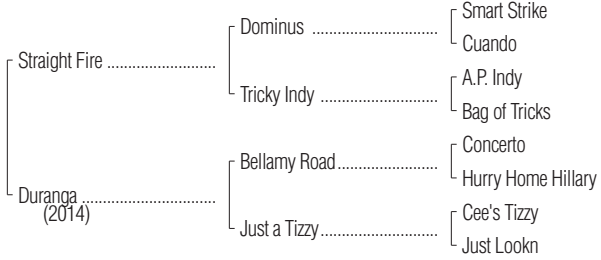 Smart Strike
Dominus ..............................
Cuando
Straight Fire ..........................
A.P. Indy
Tricky Indy ............................
Bag of Tricks
Concerto
Bellamy Road........................
Hurry Home Hillary
Duranga ................................
(2014)
Cee's Tizzy
Just a Tizzy............................
Just Lookn